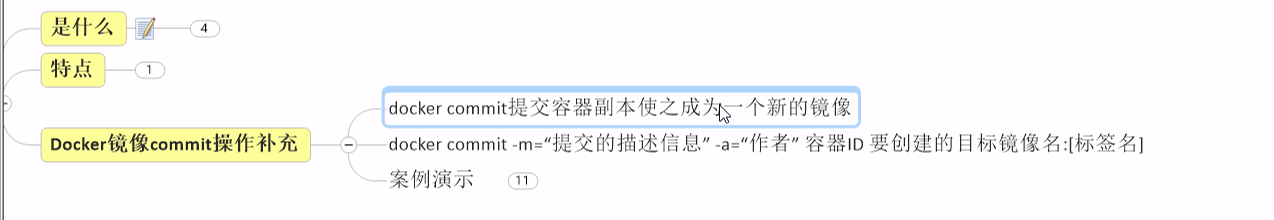 是什么 4
特点 1
docker commit提交容器副本使之成为一个新的镜像
Docker镜像commit操作补充
docker commit -m=“提交的描述信息” -a=“作者” 容器ID 要创建的目标镜像名:[标签名]
案例演示 11